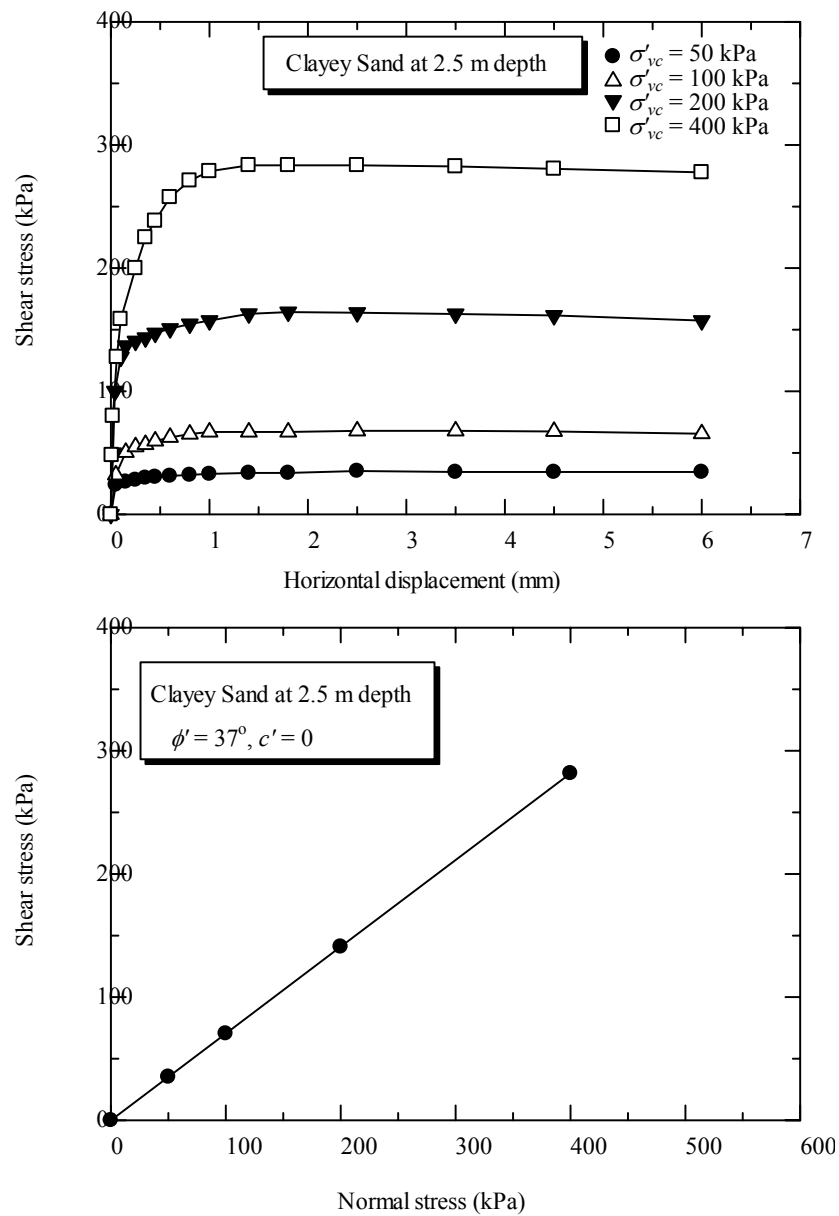 400
Clayey Sand at 2.5 m depth
σ′vc = 50 kPa
σ′vc = 100 kPa
σ′vc = 200 kPa
σ′vc = 400 kPa
300
200
100
0
Shear stress (kPa)
0 1 2 3 4 5 6 7
Horizontal displacement (mm)
400
Clayey Sand at 2.5 m depth
ϕ′ = 37º, c′ = 0
300
200
100
0
Shear stress (kPa)
0 100 200 300 400 500 600
Normal stress (kPa)